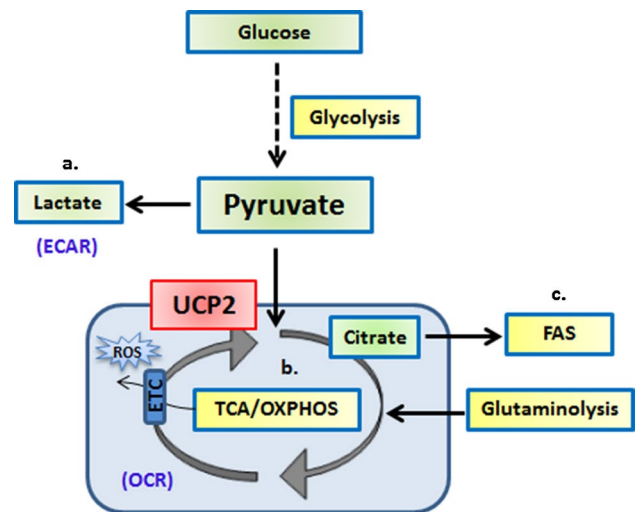 Glucose
Glycolysis
a.
Lactate
Pyruvate
(ECAR)
UCP2
c.
Citrate
FAS
ROS
b.
ETC
TCA/OXPHOS
Glutaminolysis
(OCR)